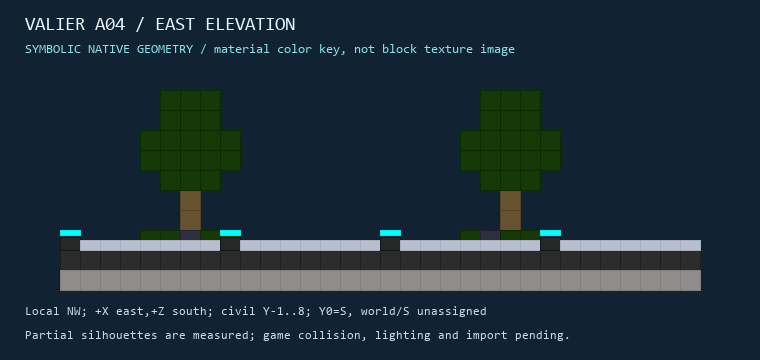 VALIER A04 / EAST ELEVATION
SYMBOLIC NATIVE GEOMETRY / material color key, not block texture image
Local NW; +X east,+Z south; civil Y-1..8; Y0=S, world/S unassigned
Partial silhouettes are measured; game collision, lighting and import pending.